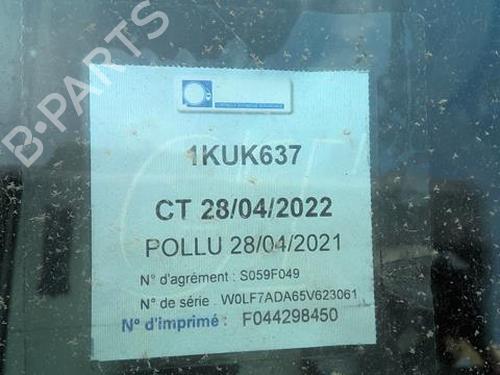 B-PARTS
1KUK637
CT 28/04/2022
POLLU 28/04/2021
N° d'agrément : S059F049
N° de série . W0LF7ADA65V623061
N° d'imprimé : F044298450